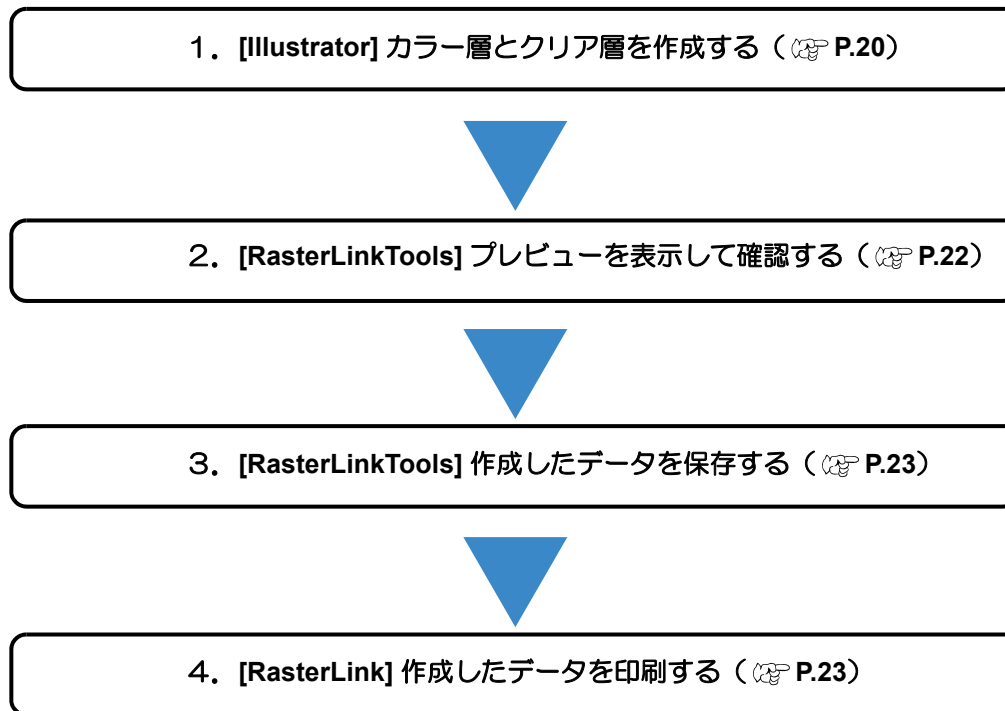 1. [Illustrator] カラー層とクリア層を作成する（☞ P.20）
2. [RasterLinkTools] プレビューを表示して確認する（☞ P.22）
3. [RasterLinkTools] 作成したデータを保存する（☞ P.23）
4. [RasterLink] 作成したデータを印刷する（☞ P.23）